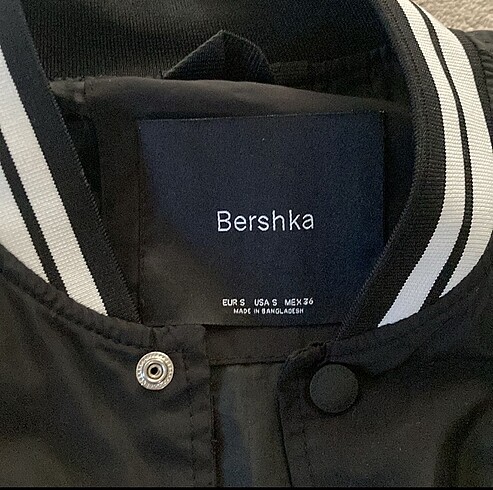 Bershka
EUR S USA S MEX 36
MADE IN BANGLADESH